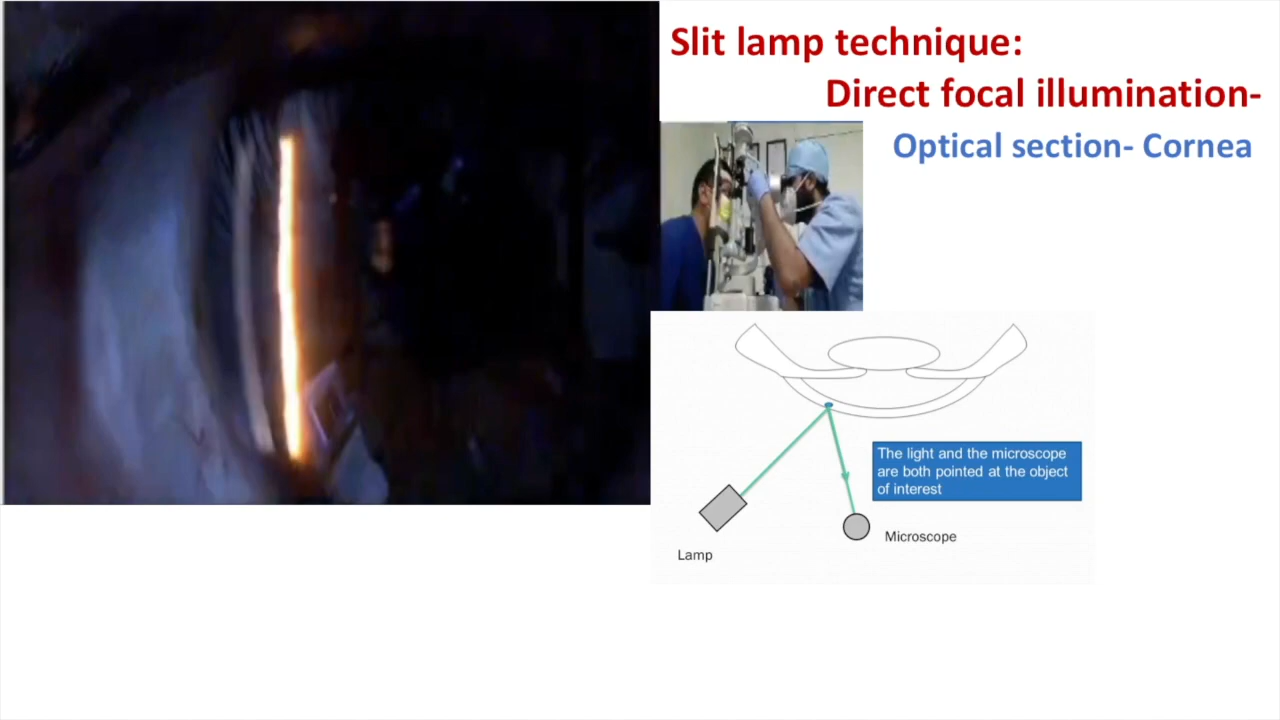 Slit lamp technique:
Direct focal illumination-
Optical section- Cornea
The light and the microscope
are both pointed at the object
of interest
Microscope
Lamp